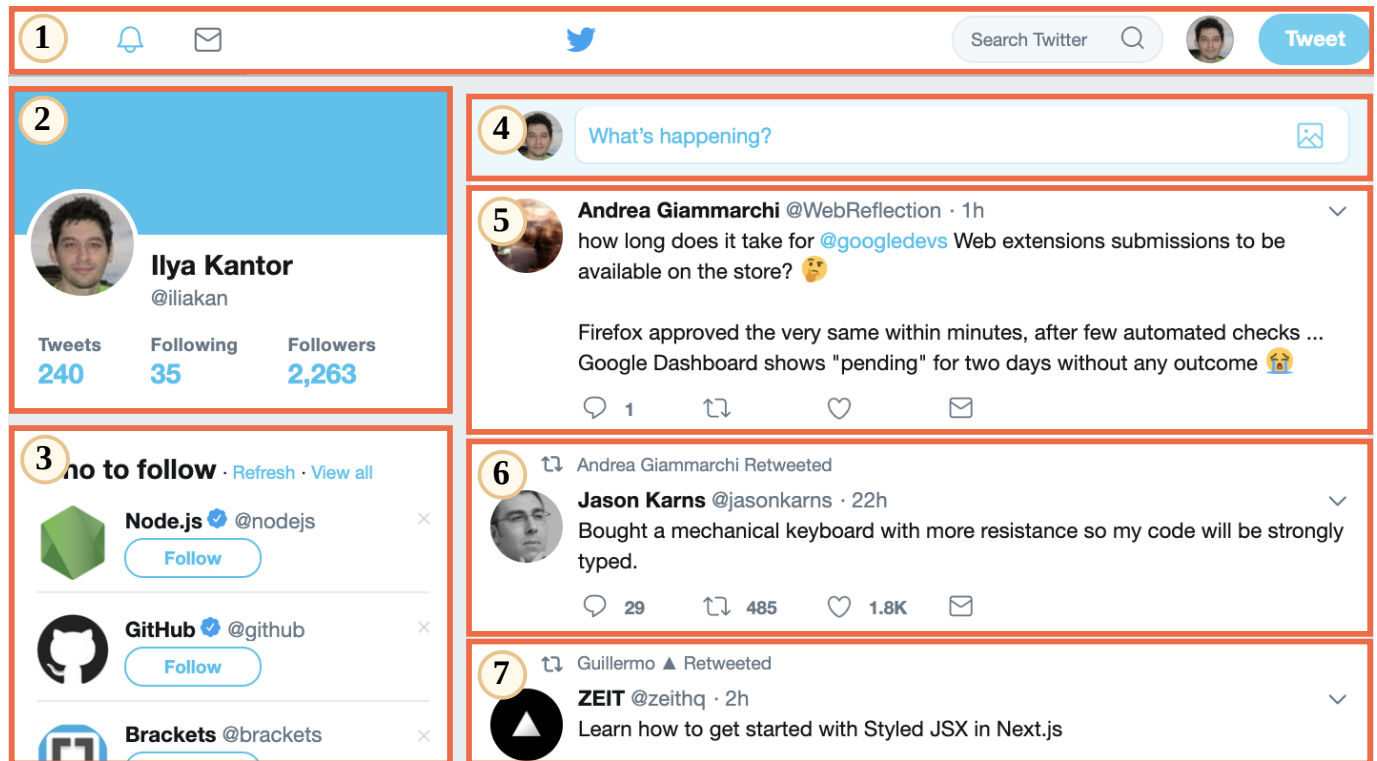 1
Search Twitter
Tweet
2
Ilya Kantor
@iliakan
Tweets Following Followers
240 35 2,263
3
ho to follow · Refresh · View all
Node.js @nodejs
Follow
GitHub @github
Follow
Brackets @brackets
4
What's happening?
5
Andrea Giammarchi @WebReflection · 1h
how long does it take for @googledevs Web extensions submissions to be
available on the store? 🤔
Firefox approved the very same within minutes, after few automated checks ...
Google Dashboard shows "pending" for two days without any outcome 😭
1
6
Andrea Giammarchi Retweeted
Jason Karns @jasonkarns · 22h
Bought a mechanical keyboard with more resistance so my code will be strongly
typed.
29 485 1.8K
7
Guillermo ▲ Retweeted
ZEIT @zeithq · 2h
Learn how to get started with Styled JSX in Next.js